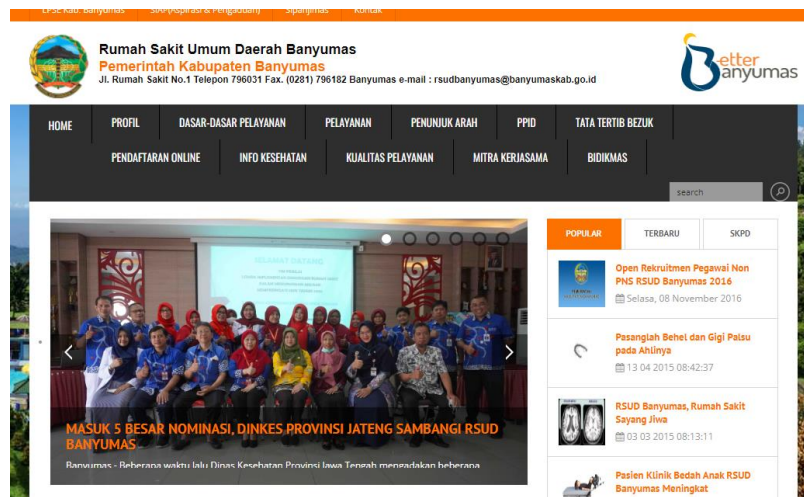 LPSE Kab. Banyumas SIAP(Aspirasi & Pengaduan) Sipanjimas Kontak
Rumah Sakit Umum Daerah Banyumas
Pemerintah Kabupaten Banyumas
Jl. Rumah Sakit No.1 Telepon 796031 Fax. (0281) 796182 Banyumas e-mail : rsudbanyumas@banyumaskab.go.id
Better
Banyumas
HOME PROFIL DASAR-DASAR PELAYANAN PELAYANAN PENUNJUK ARAH PPID TATA TERTIB BEZUK
PENDAFTARAN ONLINE INFO KESEHATAN KUALITAS PELAYANAN MITRA KERJASAMA BIDIKMAS
search
SELAMAT DATANG
MASUK 5 BESAR NOMINASI, DINKES PROVINSI JATENG SAMBANGI RSUD
BANYUMAS
Banyumas - Beberapa waktu lalu Dinas Kesehatan Provinsi Jawa Tengah mengadakan beberapa
POPULAR TERBARU SKPD
Open Rekruitmen Pegawai Non
PNS RSUD Banyumas 2016
Selasa, 08 November 2016
Pasanglah Behel dan Gigi Palsu
pada Ahlinya
13 04 2015 08:42:37
RSUD Banyumas, Rumah Sakit
Sayang Jiwa
03 03 2015 08:13:11
Pasien Klinik Bedah Anak RSUD
Banyumas Meningkat